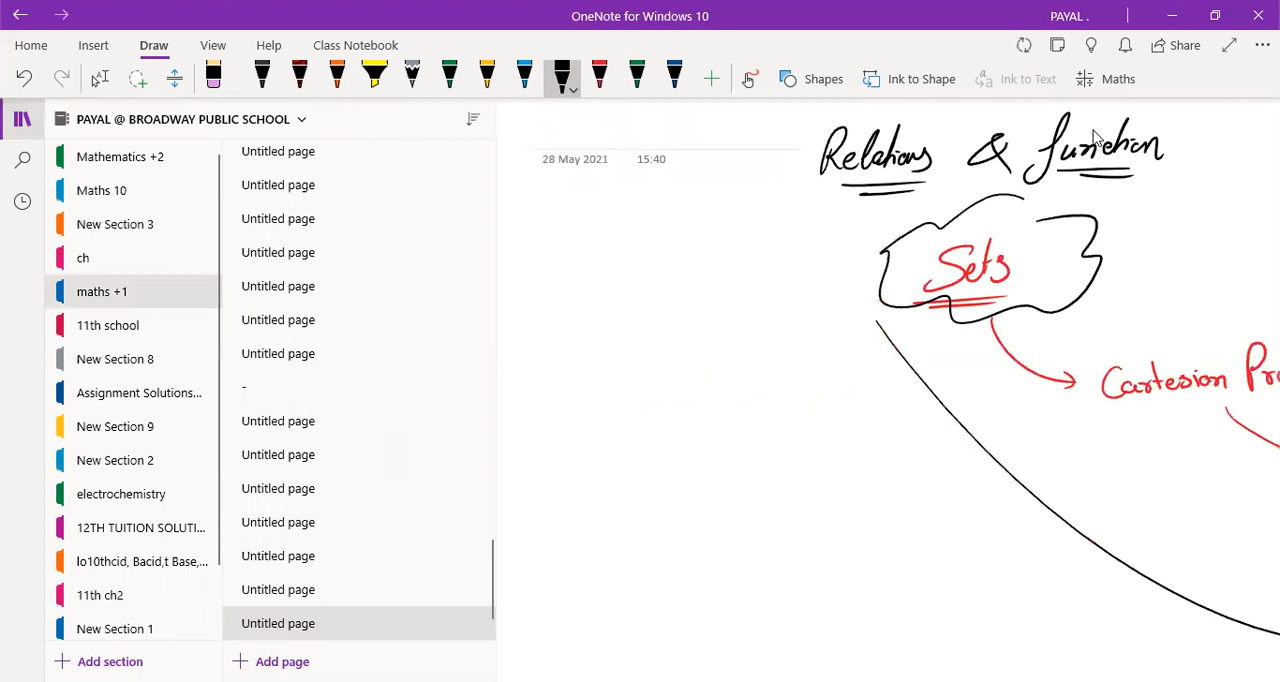 OneNote for Windows 10
PAYAL .
Home
Insert
Draw
View
Help
Class Notebook
Share
Shapes
Ink to Shape
Ink to Text
Maths
PAYAL @ BROADWAY PUBLIC SCHOOL
Mathematics +2
Maths 10
New Section 3
ch
maths +1
11th school
New Section 8
Assignment Solutions...
New Section 9
New Section 2
electrochemistry
12TH TUITION SOLUTI...
lo10thcid, Bacid,t Base,...
11th ch2
New Section 1
Add section
Untitled page
Untitled page
Untitled page
Untitled page
Untitled page
Untitled page
Untitled page
-
Untitled page
Untitled page
Untitled page
Untitled page
Untitled page
Untitled page
Untitled page
Add page
28 May 2021 15:40
Relations & function
Sets
Cartesion Pr